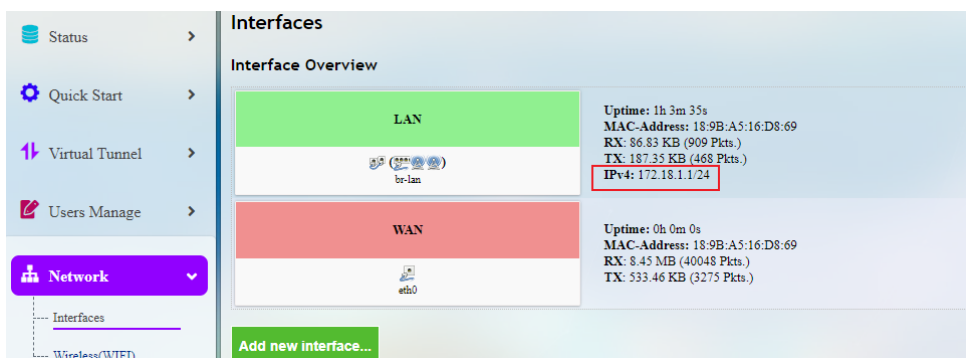 Status
Quick Start
Virtual Tunnel
Users Manage
Network
Interfaces
Wireless(WIFI)
Interfaces
Interface Overview
LAN
br-lan
Uptime: 1h 3m 35s
MAC-Address: 18:9B:A5:16:D8:69
RX: 86.83 KB (909 Pkts.)
TX: 187.35 KB (468 Pkts.)
IPv4: 172.18.1.1/24
WAN
eth0
Uptime: 0h 0m 0s
MAC-Address: 18:9B:A5:16:D8:69
RX: 8.45 MB (40048 Pkts.)
TX: 533.46 KB (3275 Pkts.)
Add new interface...